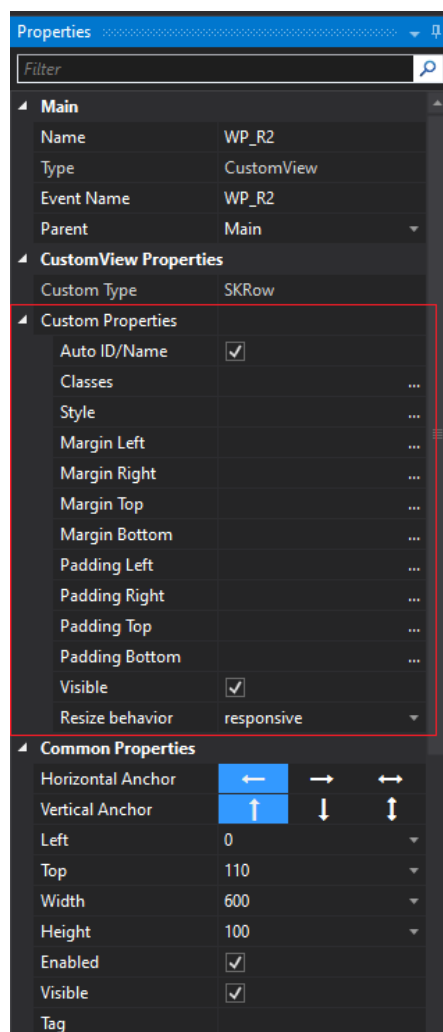 Properties
Filter
Main
Name WP_R2
Type CustomView
Event Name WP_R2
Parent Main
CustomView Properties
Custom Type SKRow
Custom Properties
Auto ID/Name
Classes ...
Style ...
Margin Left ...
Margin Right ...
Margin Top ...
Margin Bottom ...
Padding Left ...
Padding Right ...
Padding Top ...
Padding Bottom ...
Visible
Resize behavior responsive
Common Properties
Horizontal Anchor
Vertical Anchor
Left 0
Top 110
Width 600
Height 100
Enabled
Visible
Tag